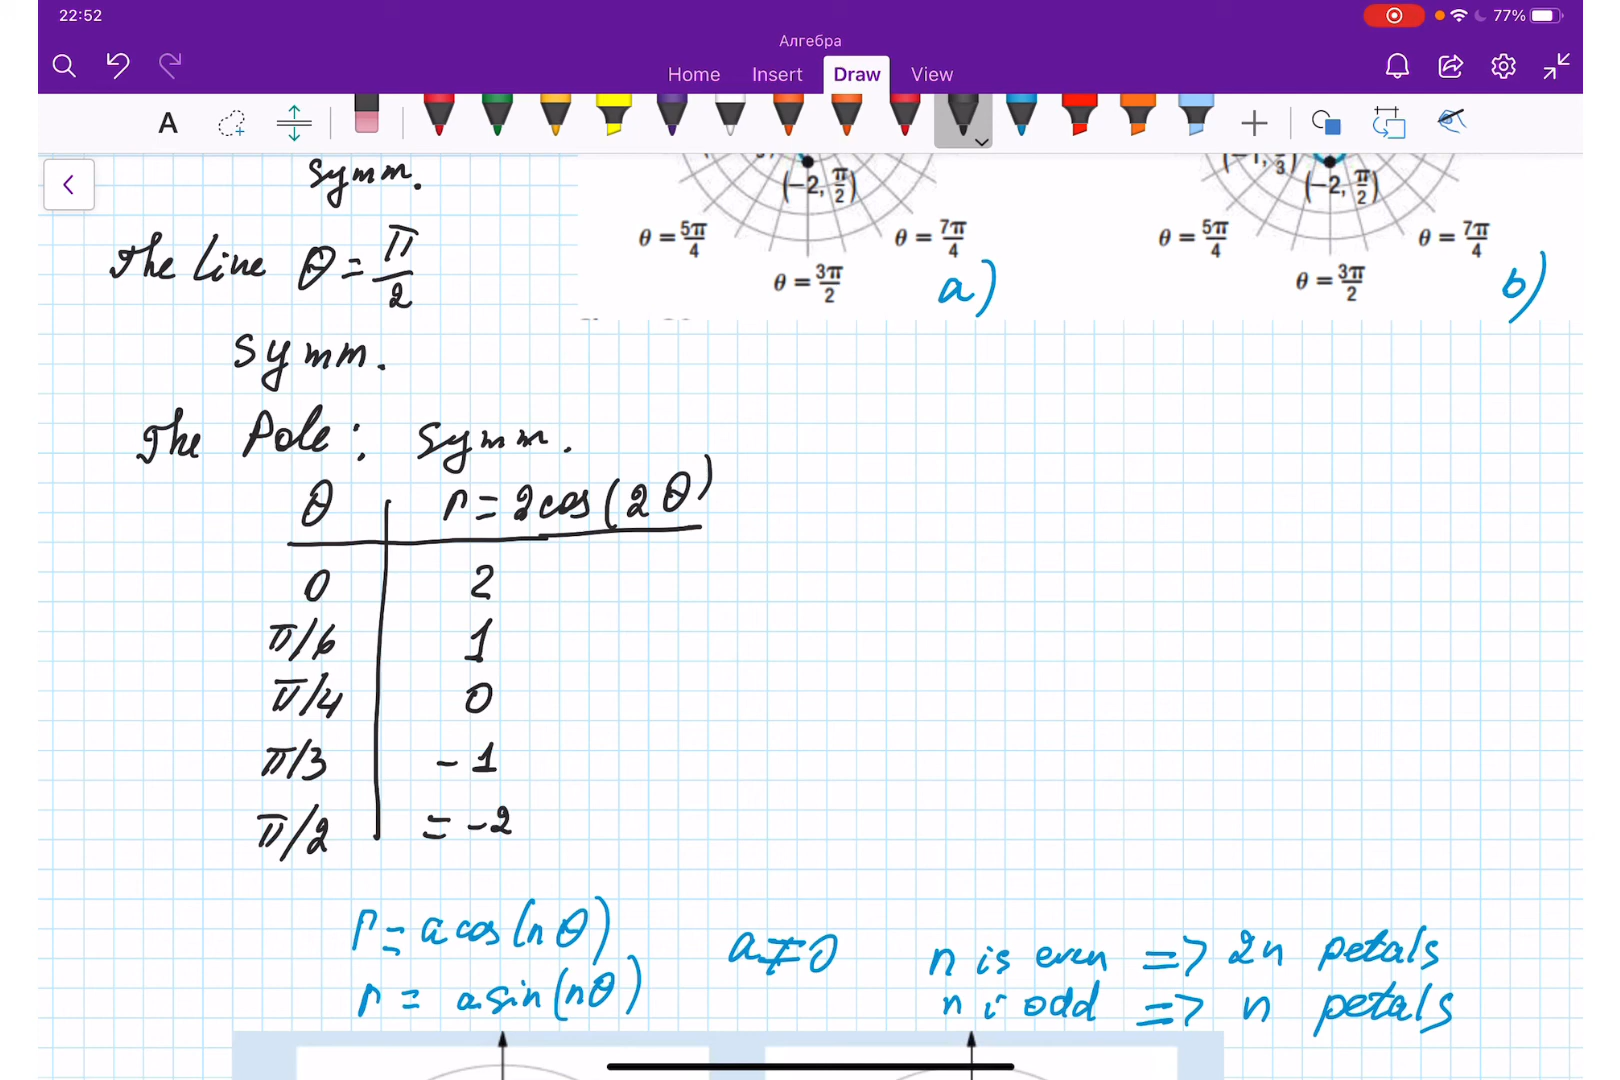 22:52
77%
Алгебра
Home Insert Draw View
A
symm.
The Line θ = π/2
symm.
The Pole: symm.
θ r = 2cos(2θ)
0 2
π/6 1
π/4 0
π/3 -1
π/2 = -2
(-2, π/2)
θ = 5π/4
θ = 7π/4
θ = 3π/2
a)
(-1, π/3)
(-2, π/2)
θ = 5π/4
θ = 7π/4
θ = 3π/2
b)
r = a cos(nθ)
r = a sin(nθ)
a ≠ 0
n is even => 2n petals
n i odd => n petals